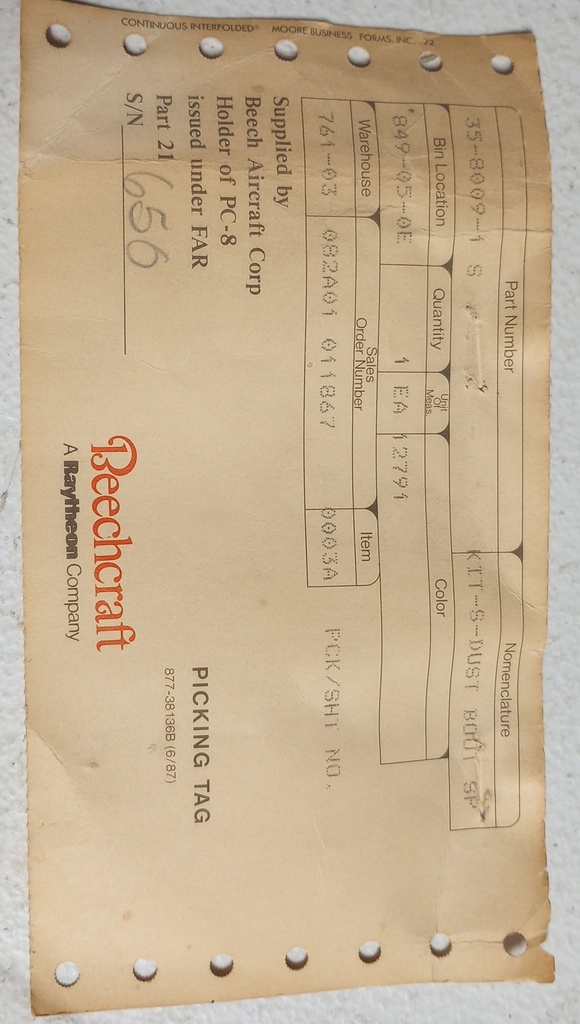 Part Number
Nomenclature
35-8009-1 S
KIT-S-DUST BOOT SP
Bin Location
Quantity
Unit Of Meas.
Color
849-05-0E
1
EA
12791
Warehouse
Sales Order Number
Item
761-03
082A01 011867
0003A
PCK/SHT NO.
Supplied by
Beech Aircraft Corp
Holder of PC-8
issued under FAR
Part 21
S/N 656
PICKING TAG
877-38136B (6/87)
Beechcraft
A Raytheon Company
CONTINUOUS INTERFOLDED® MOORE BUSINESS FORMS, INC. 22